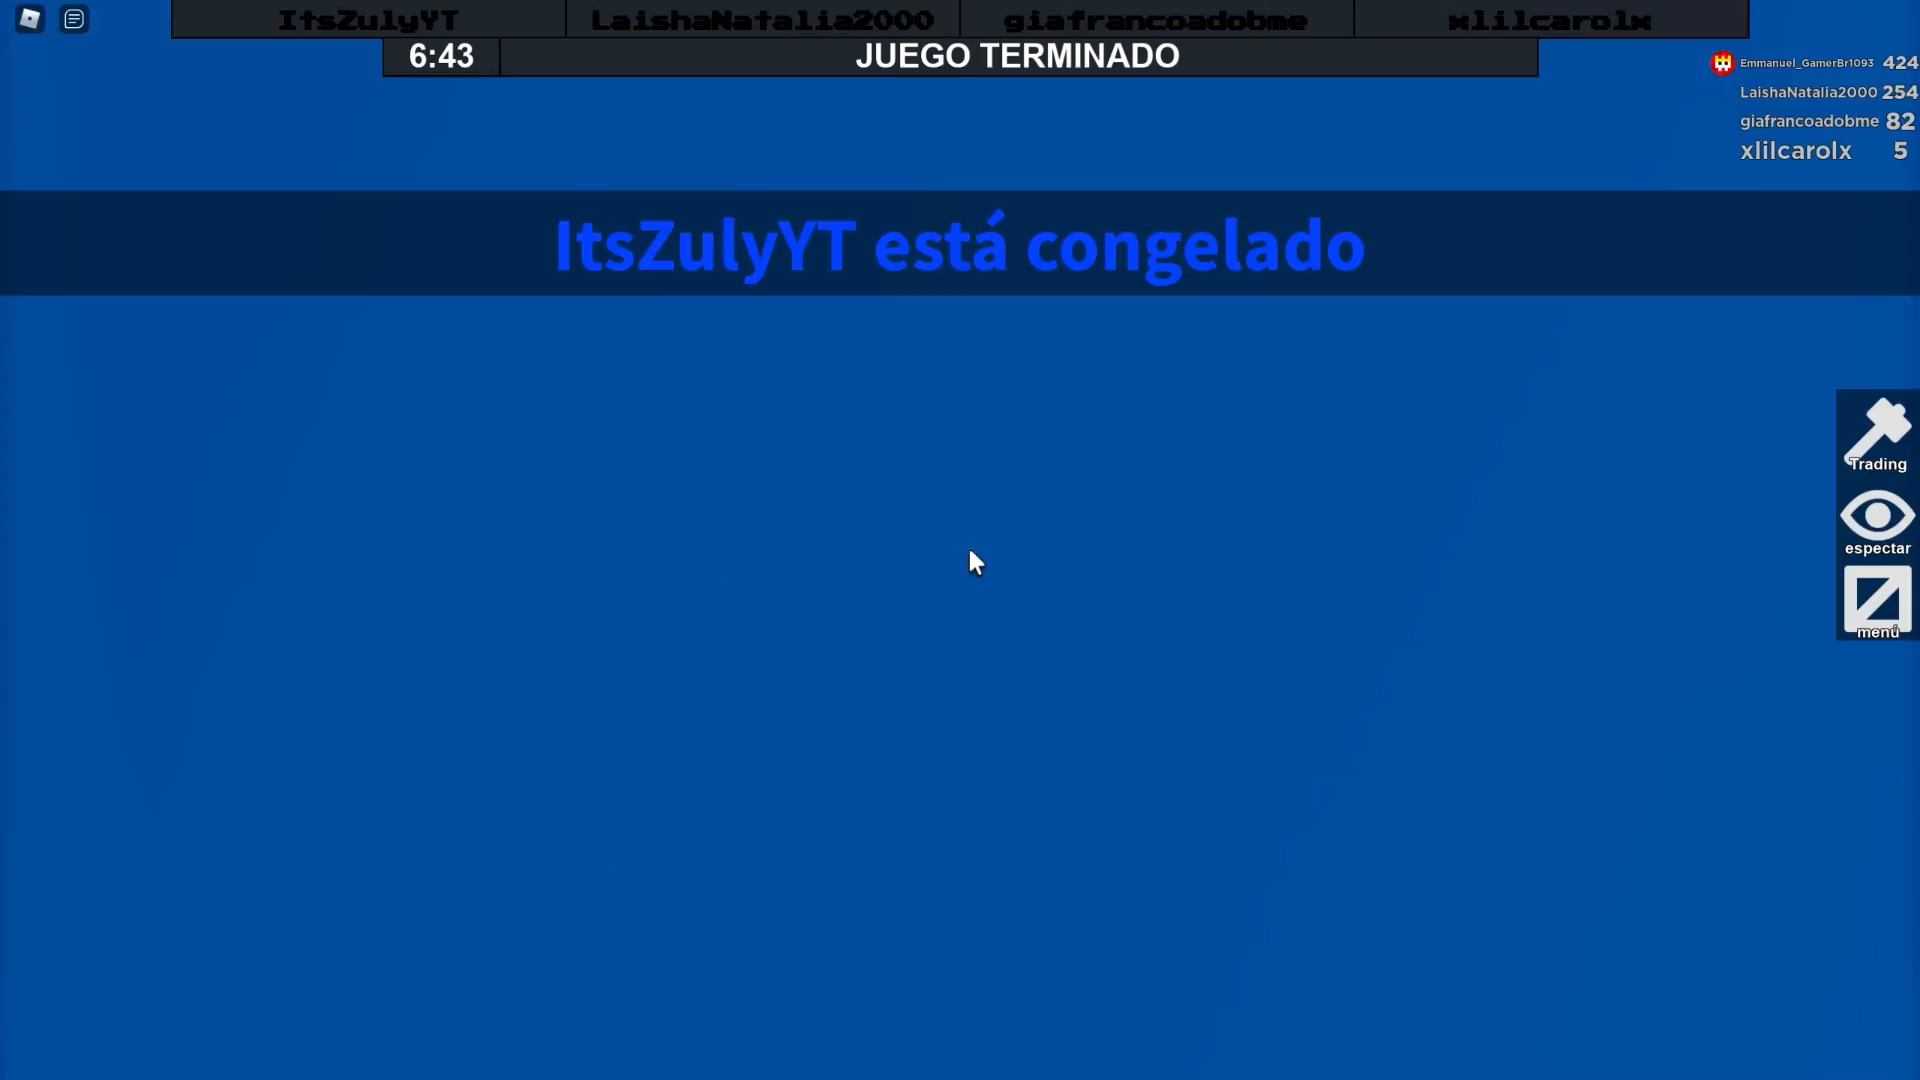 ItsZulyYT LaishaNatalia2000 giafrancoadobme xlilcarolx
6:43 JUEGO TERMINADO
Emmanuel_GamerBr1093 424
LaishaNatalia2000 254
giafrancoadobme 82
xlilcarolx 5
ItsZulyYT está congelado
Trading
espectar
menú